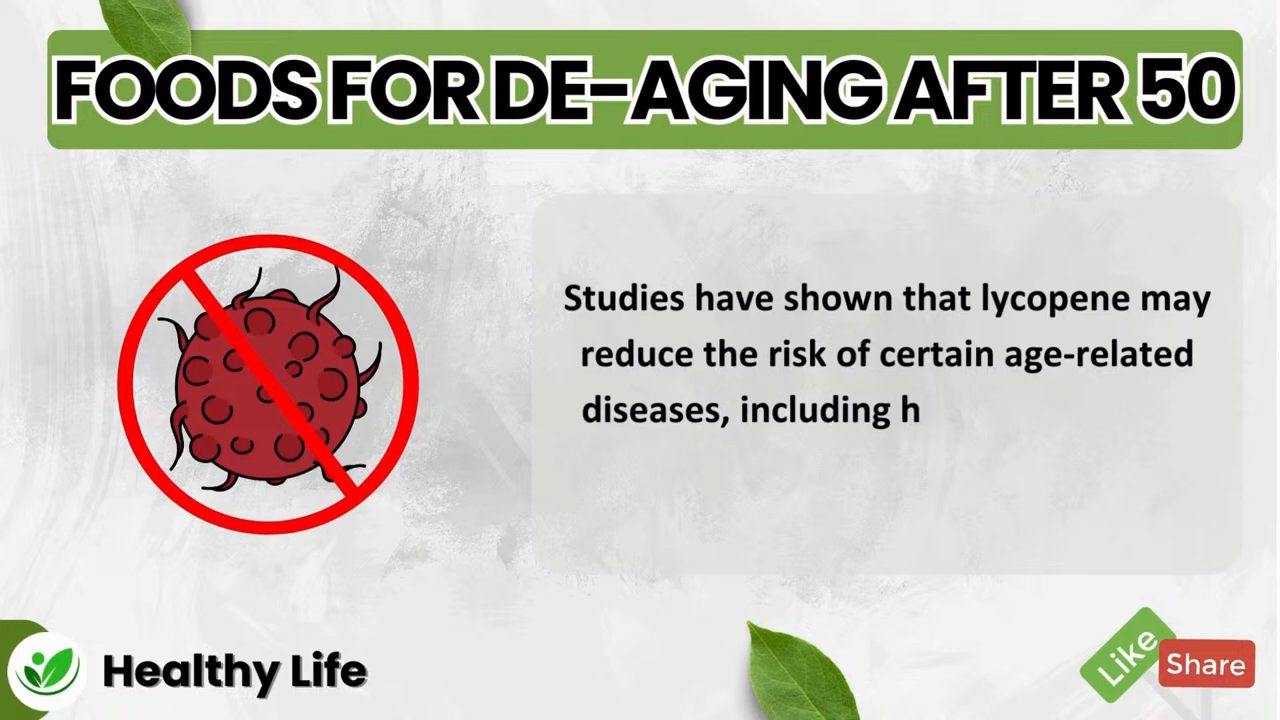 FOODS FOR DE-AGING AFTER 50
Studies have shown that lycopene may
reduce the risk of certain age-related
diseases, including h
Healthy Life
Like
Share